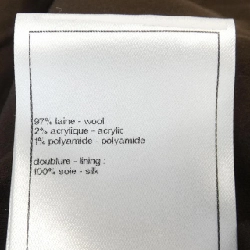 97% laine - wool
2% acrylique - acrylic
1% polyamide - polyamide
doublure - lining :
100% soie - silk